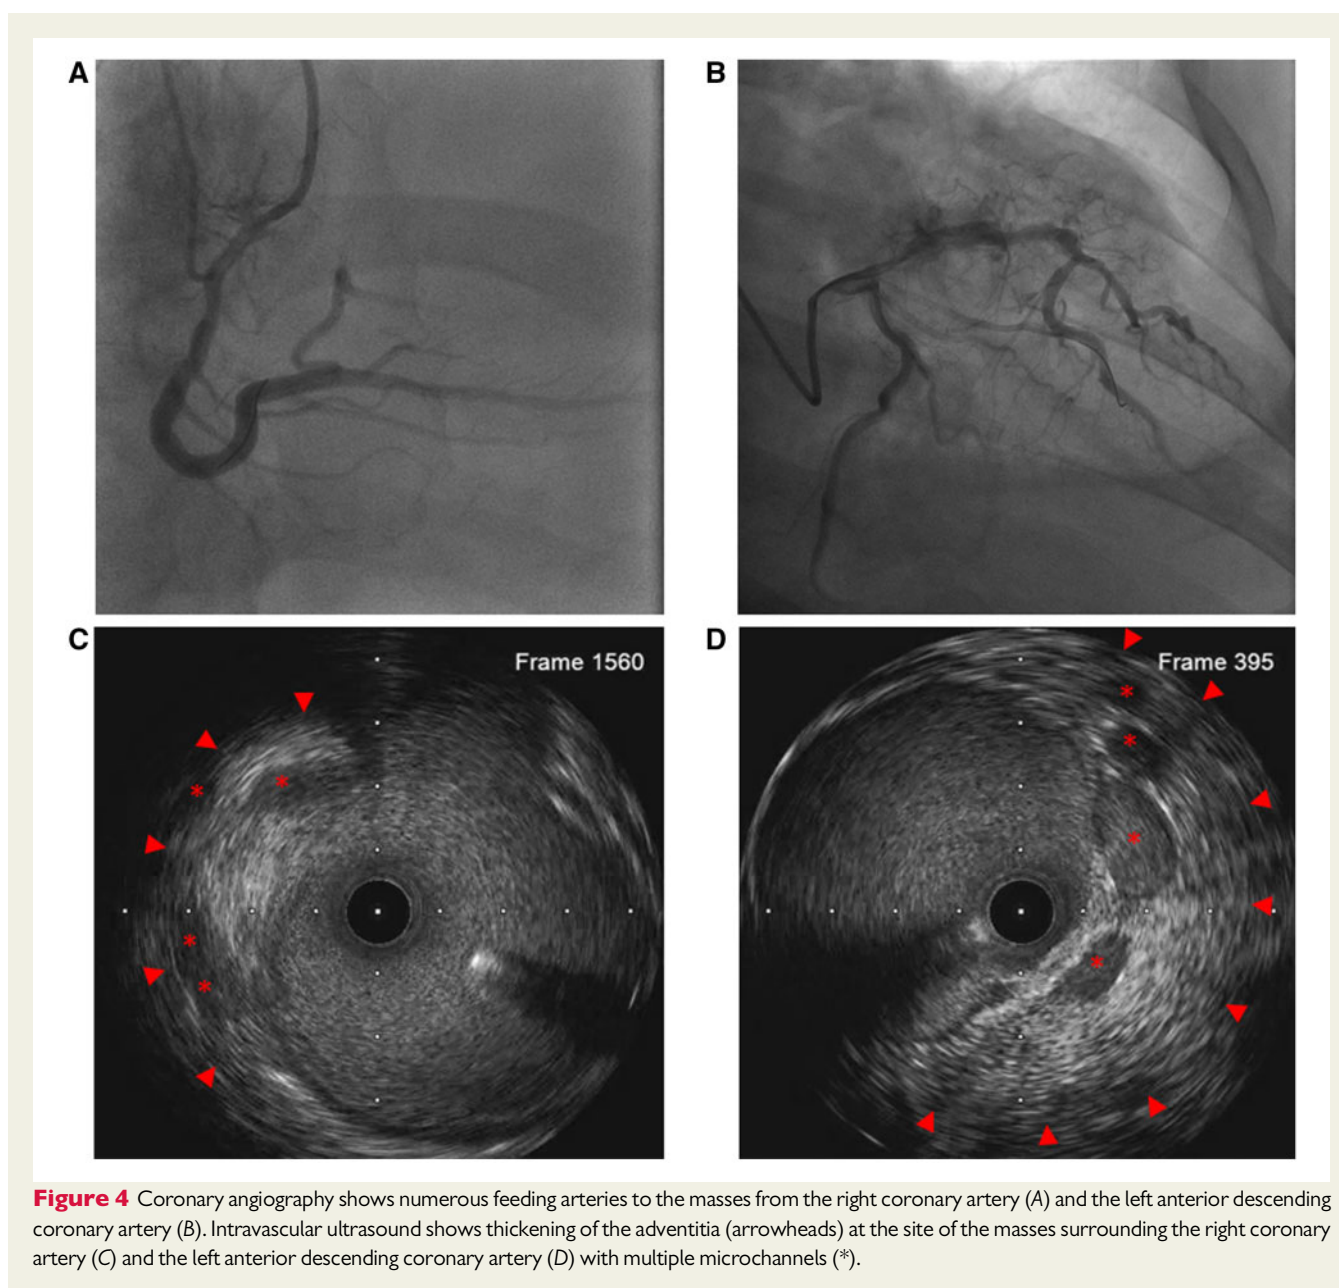 A
B
C
Frame 1560
D
Frame 395
*
*
*
*
*
*
*
*
Figure 4 Coronary angiography shows numerous feeding arteries to the masses from the right coronary artery (A) and the left anterior descending
coronary artery (B). Intravascular ultrasound shows thickening of the adventitia (arrowheads) at the site of the masses surrounding the right coronary
artery (C) and the left anterior descending coronary artery (D) with multiple microchannels (*).